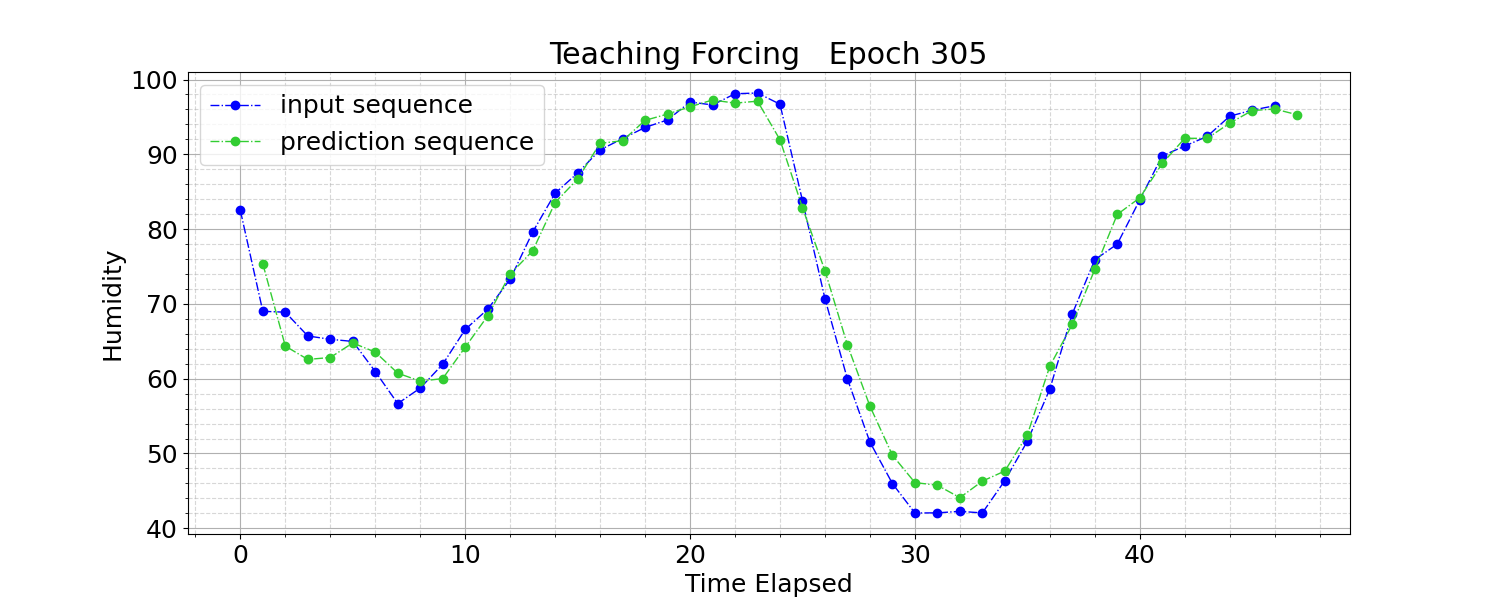 Teaching Forcing   Epoch 305
100
90
80
70
60
50
40
Humidity
input sequence
prediction sequence
0 10 20 30 40
Time Elapsed